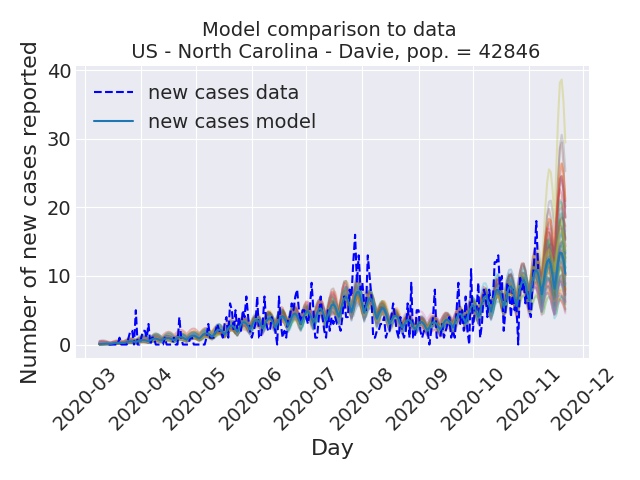 Model comparison to data
US - North Carolina - Davie, pop. = 42846
Number of new cases reported
40
30
20
10
0
new cases data
new cases model
2020-03
2020-04
2020-05
2020-06
2020-07
2020-08
2020-09
2020-10
2020-11
2020-12
Day